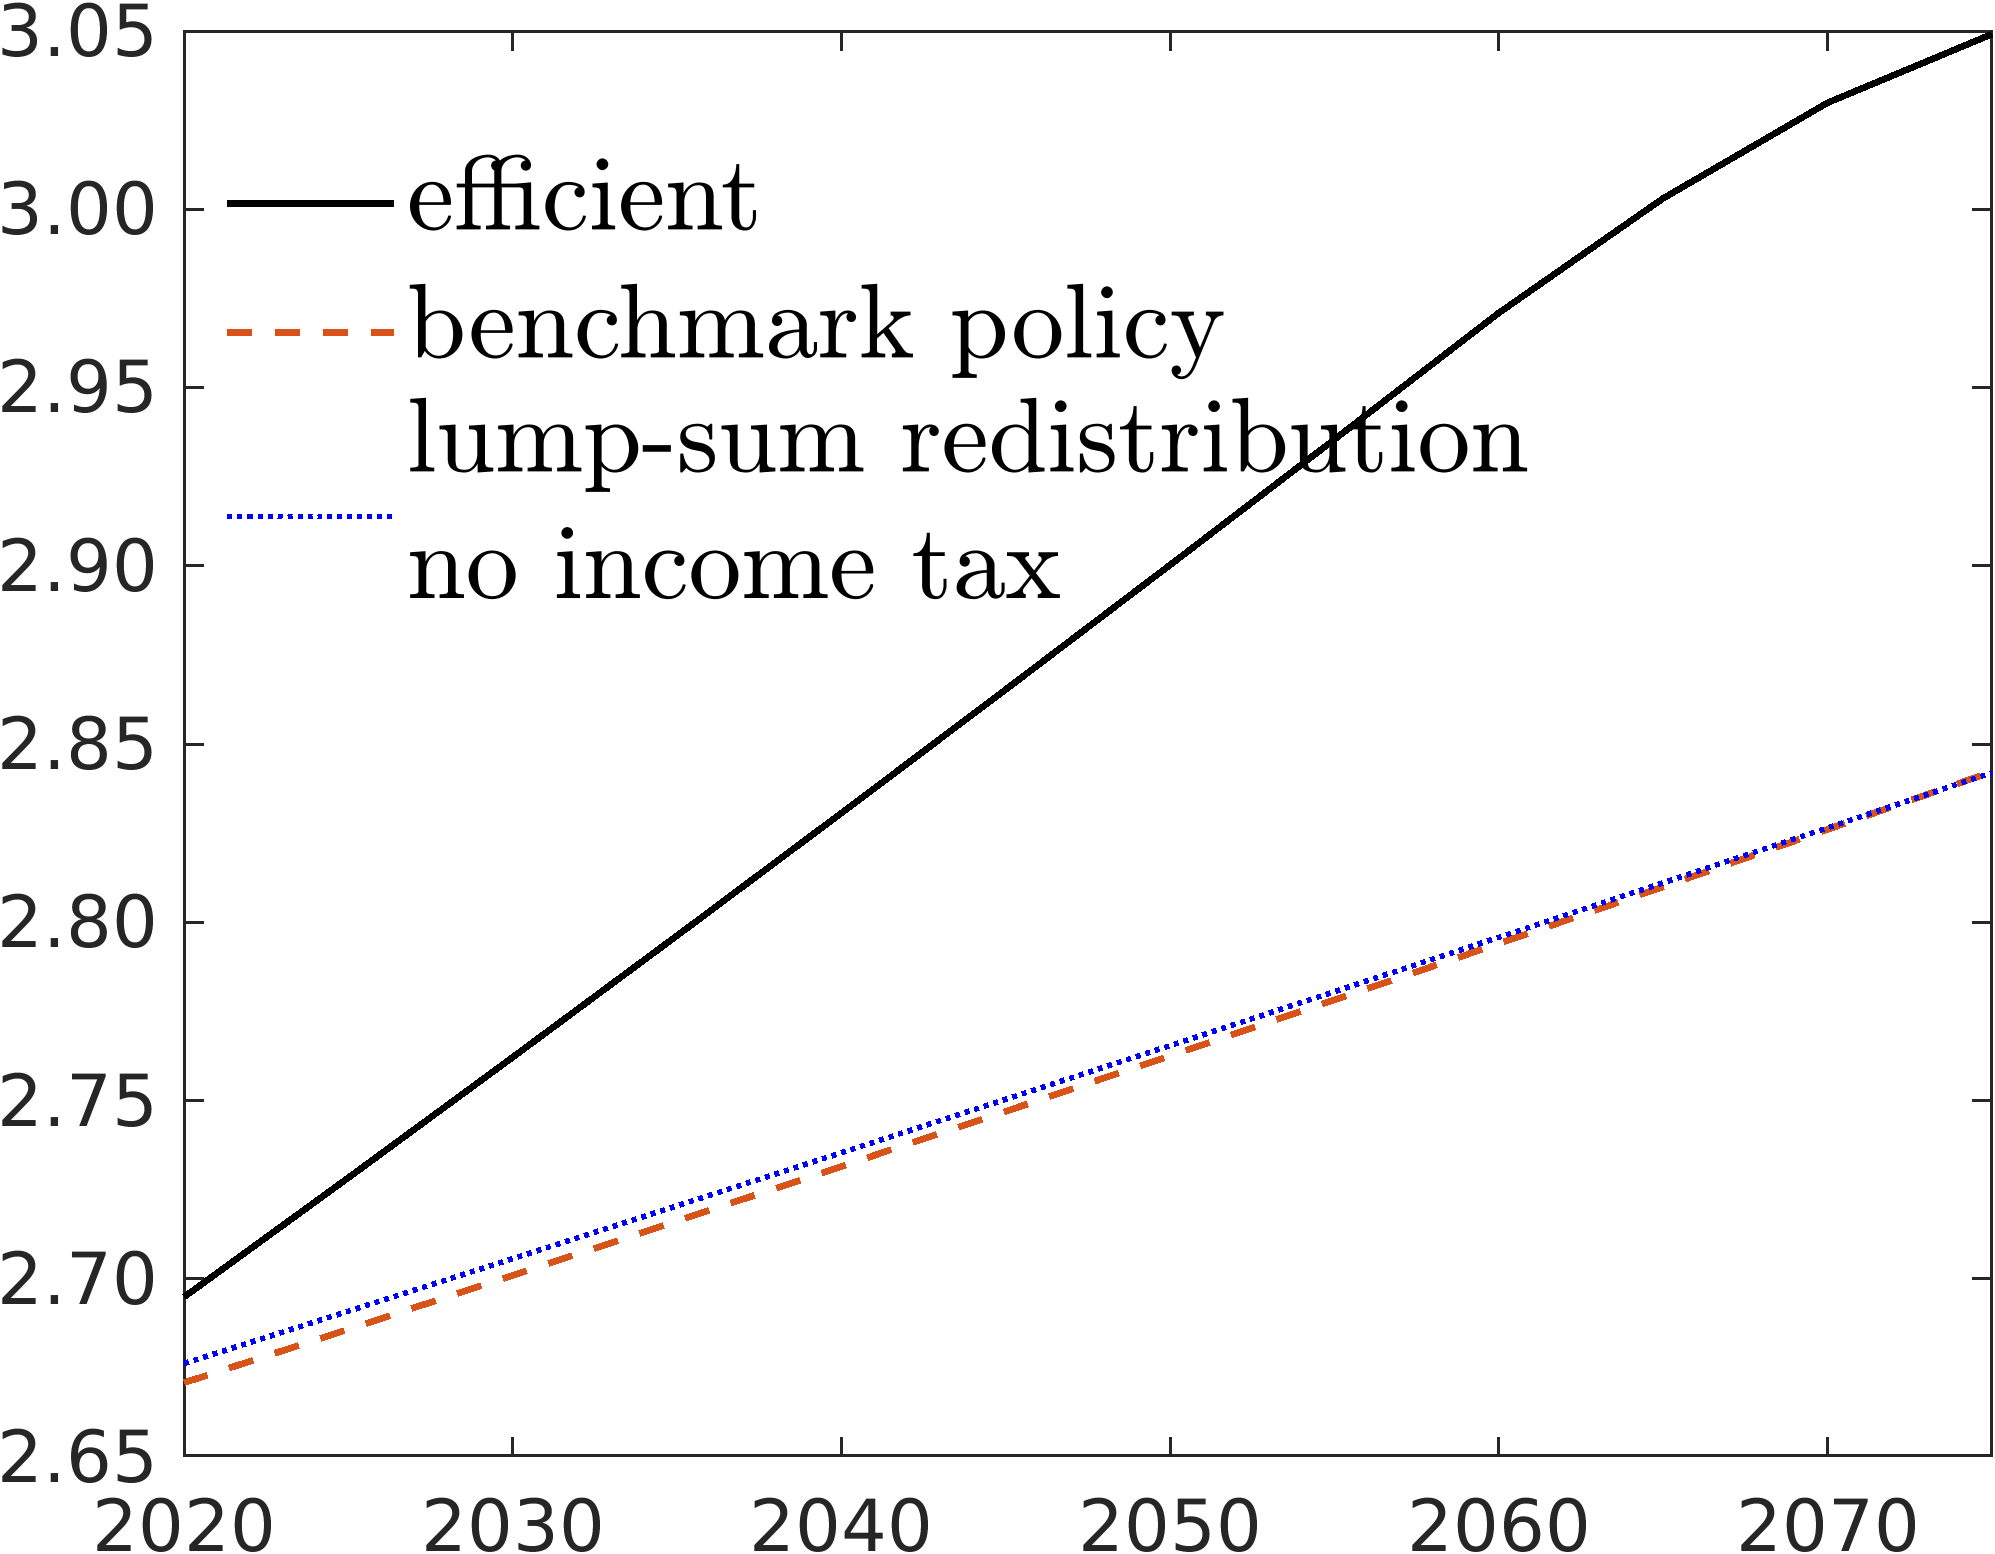 3.05
3.00
2.95
2.90
2.85
2.80
2.75
2.70
2.65
efficient
benchmark policy
lump-sum redistribution
no income tax
2020 2030 2040 2050 2060 2070